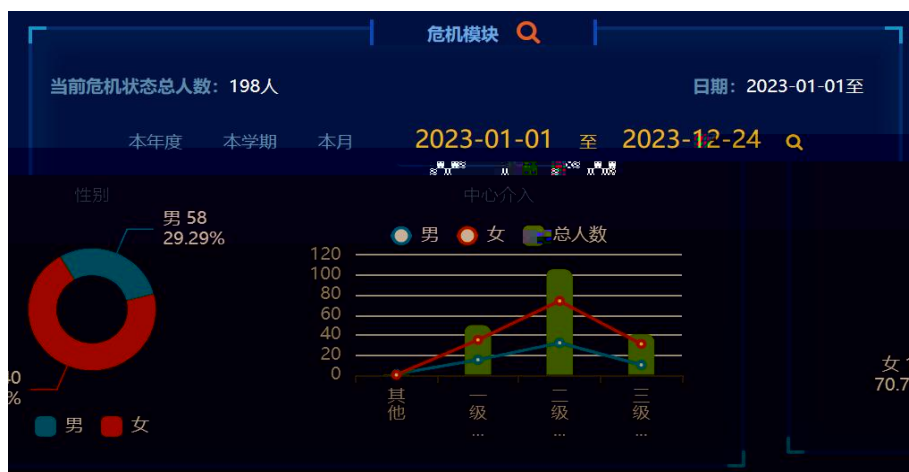 危机模块
当前危机状态总人数：198人
日期：2023-01-01至
本年度 本学期 本月 2023-01-01 至 2023-12-24
性别
中心介入
男 58
29.29%
男 女 总人数
120
100
80
60
40
20
0
其他
一级...
二级...
三级...
40
%
男 女
女
70.7